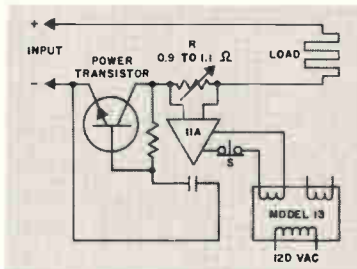 +
INPUT
-
POWER
TRANSISTOR
R
0.9 TO 1.1 Ω
LOAD
11A
S
MODEL 13
120 VAC